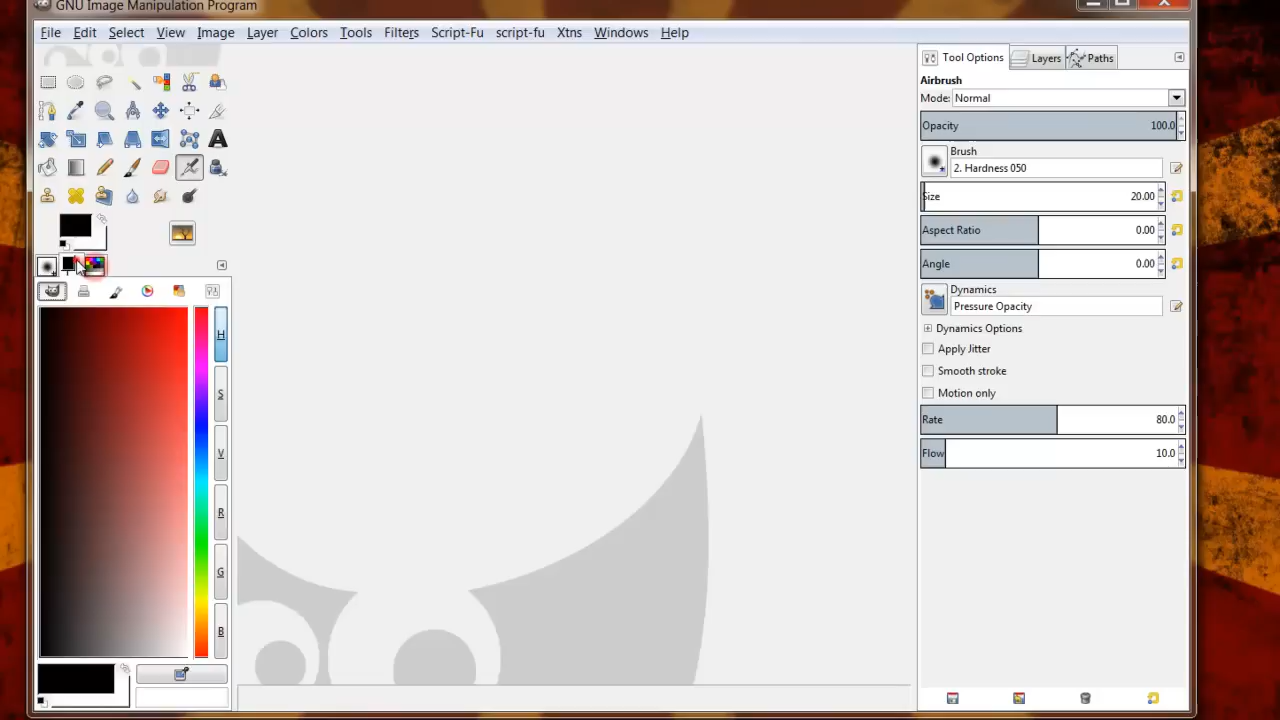 GNU Image Manipulation Program
File Edit Select View Image Layer Colors Tools Filters Script-Fu script-fu Xtns Windows Help
Tool Options Layers Paths
Airbrush
Mode: Normal
Opacity 100.0
Brush
2. Hardness 050
Size 20.00
Aspect Ratio 0.00
Angle 0.00
Dynamics
Pressure Opacity
Dynamics Options
Apply Jitter
Smooth stroke
Motion only
Rate 80.0
Flow 10.0
H
S
V
R
G
B